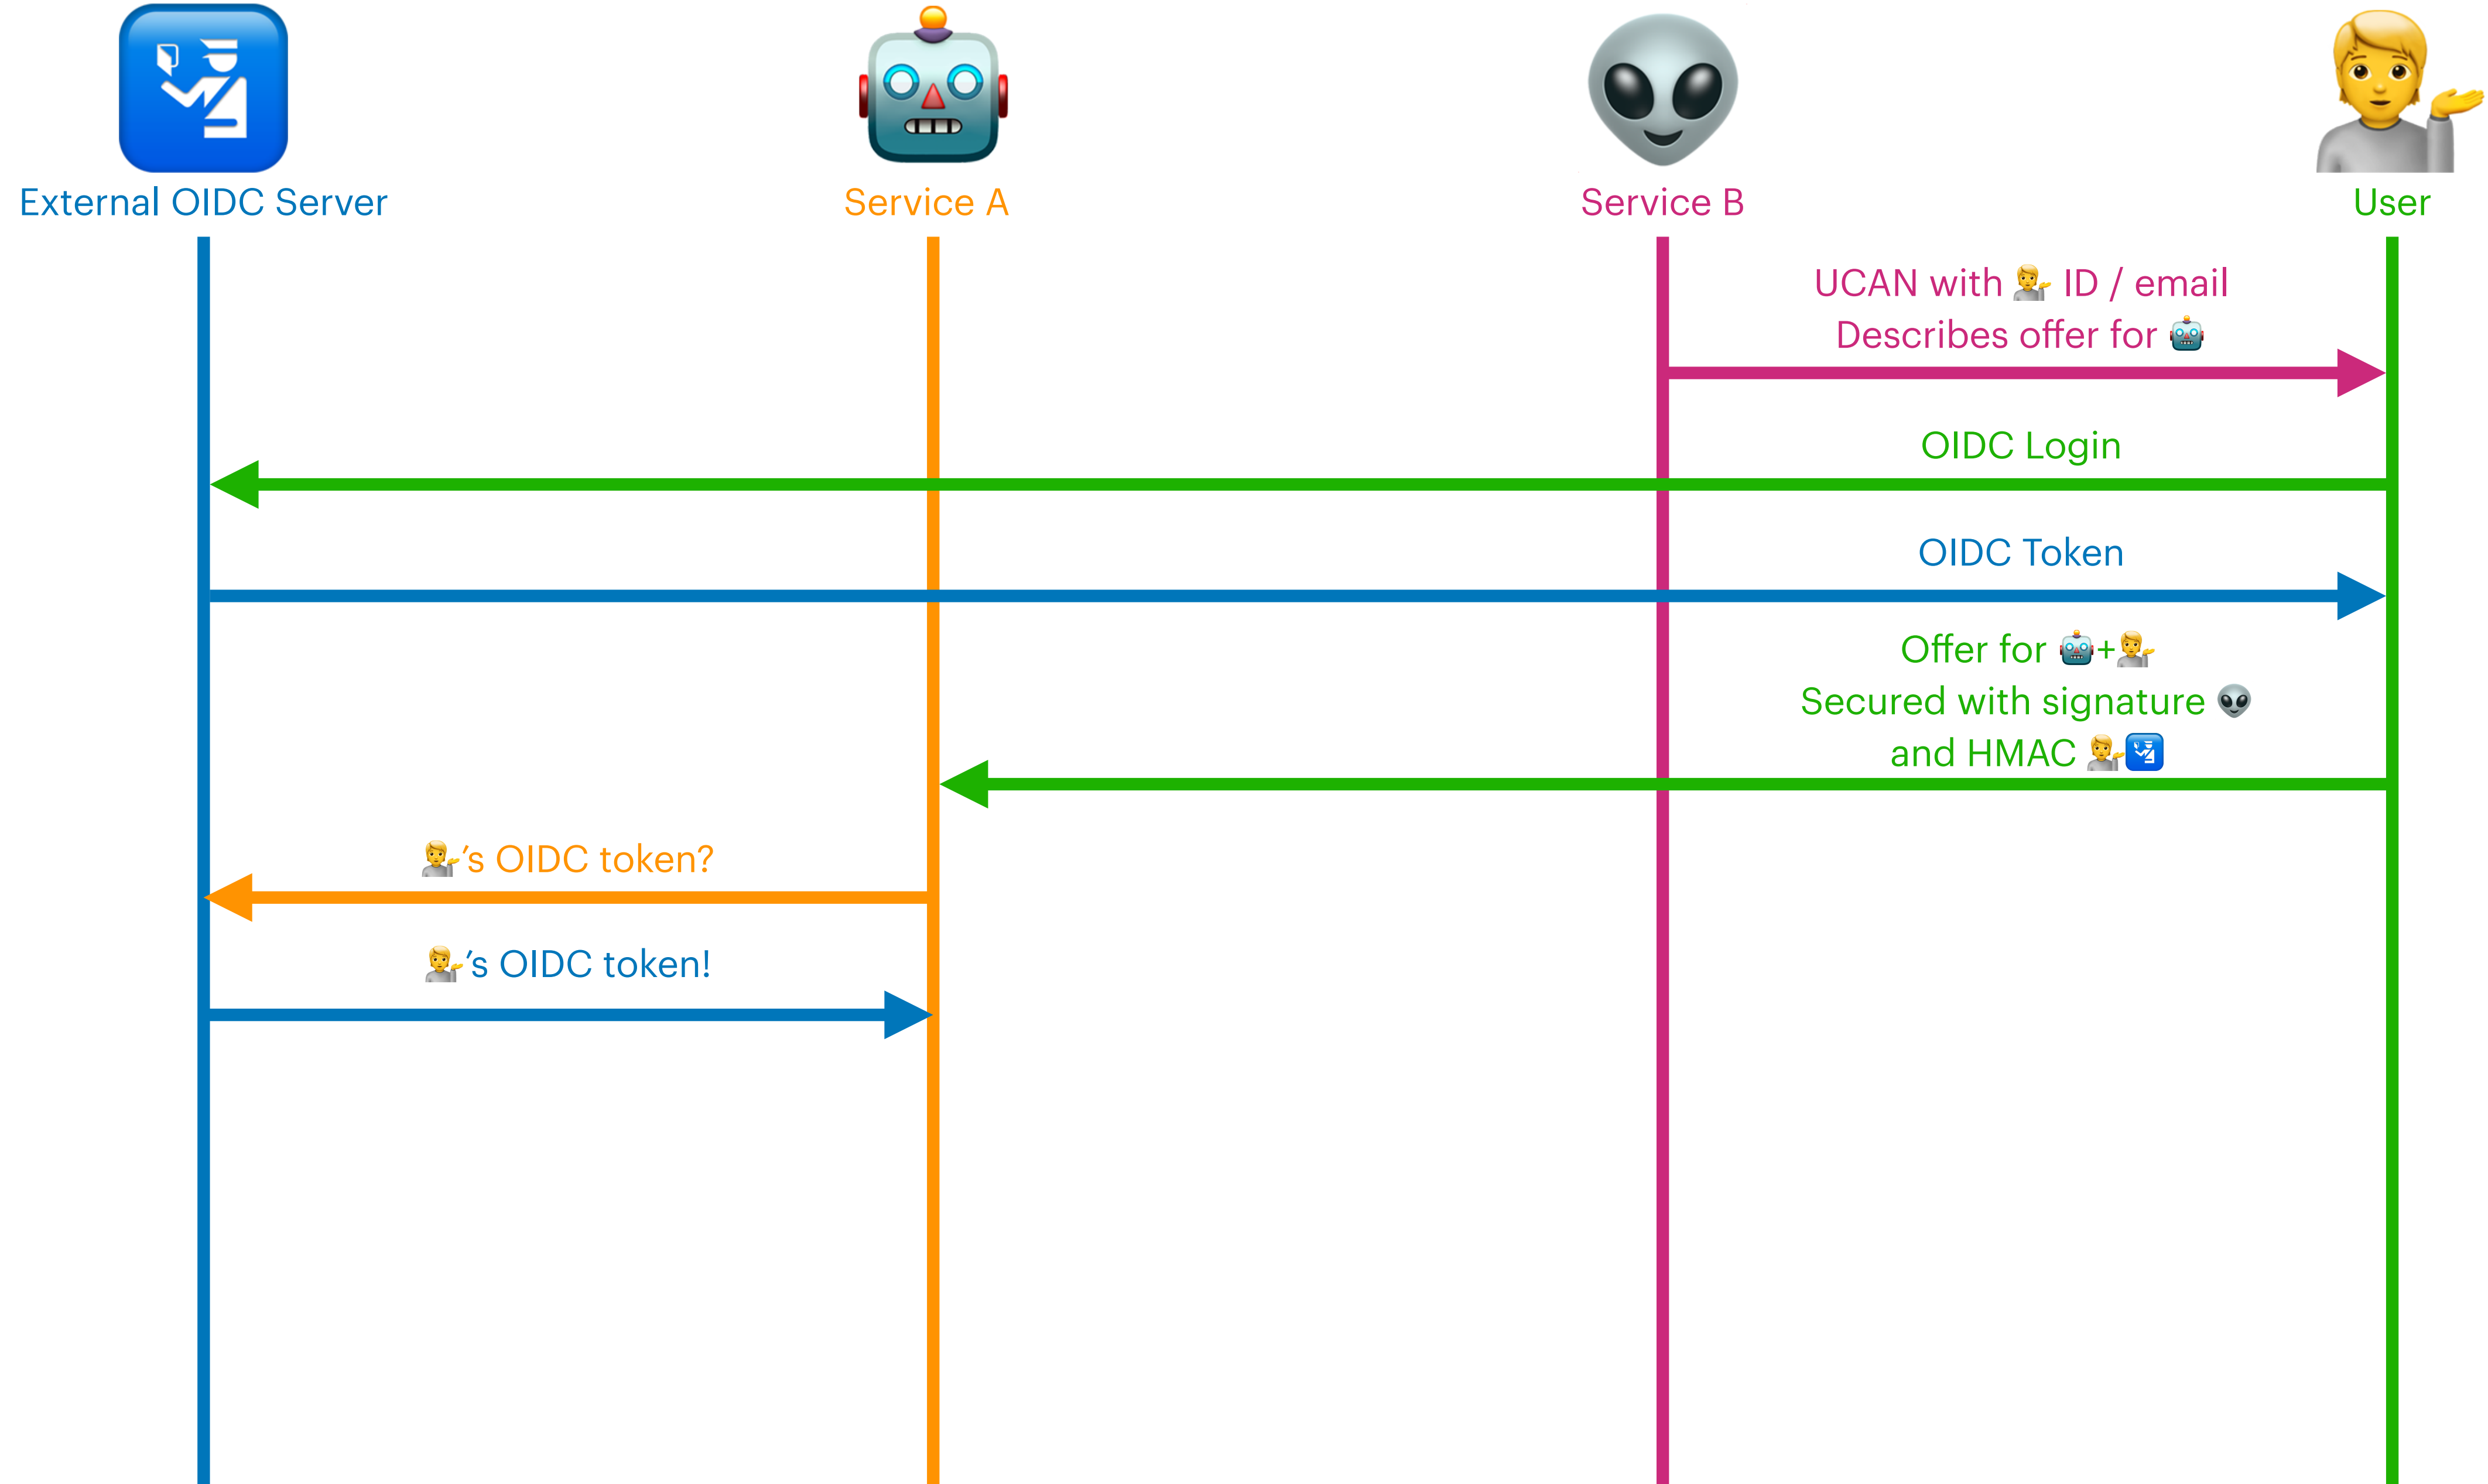 External OIDC Server
Service A
Service B
User
UCAN with 💁 ID / email
Describes offer for 🤖
OIDC Login
OIDC Token
Offer for 🤖+💁
Secured with signature 👽
and HMAC 💁🛃
💁’s OIDC token?
💁’s OIDC token!